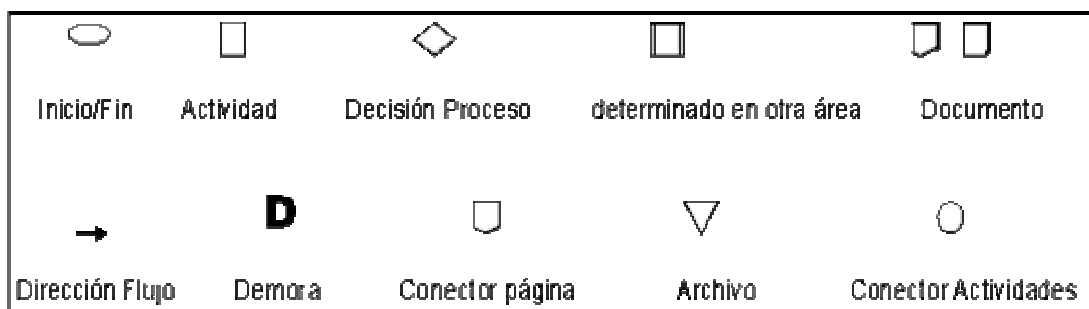 Inicio/Fin Actividad Decisión Proceso determinado en otra área Documento
D
Dirección Flujo Demora Conector página Archivo Conector Actividades